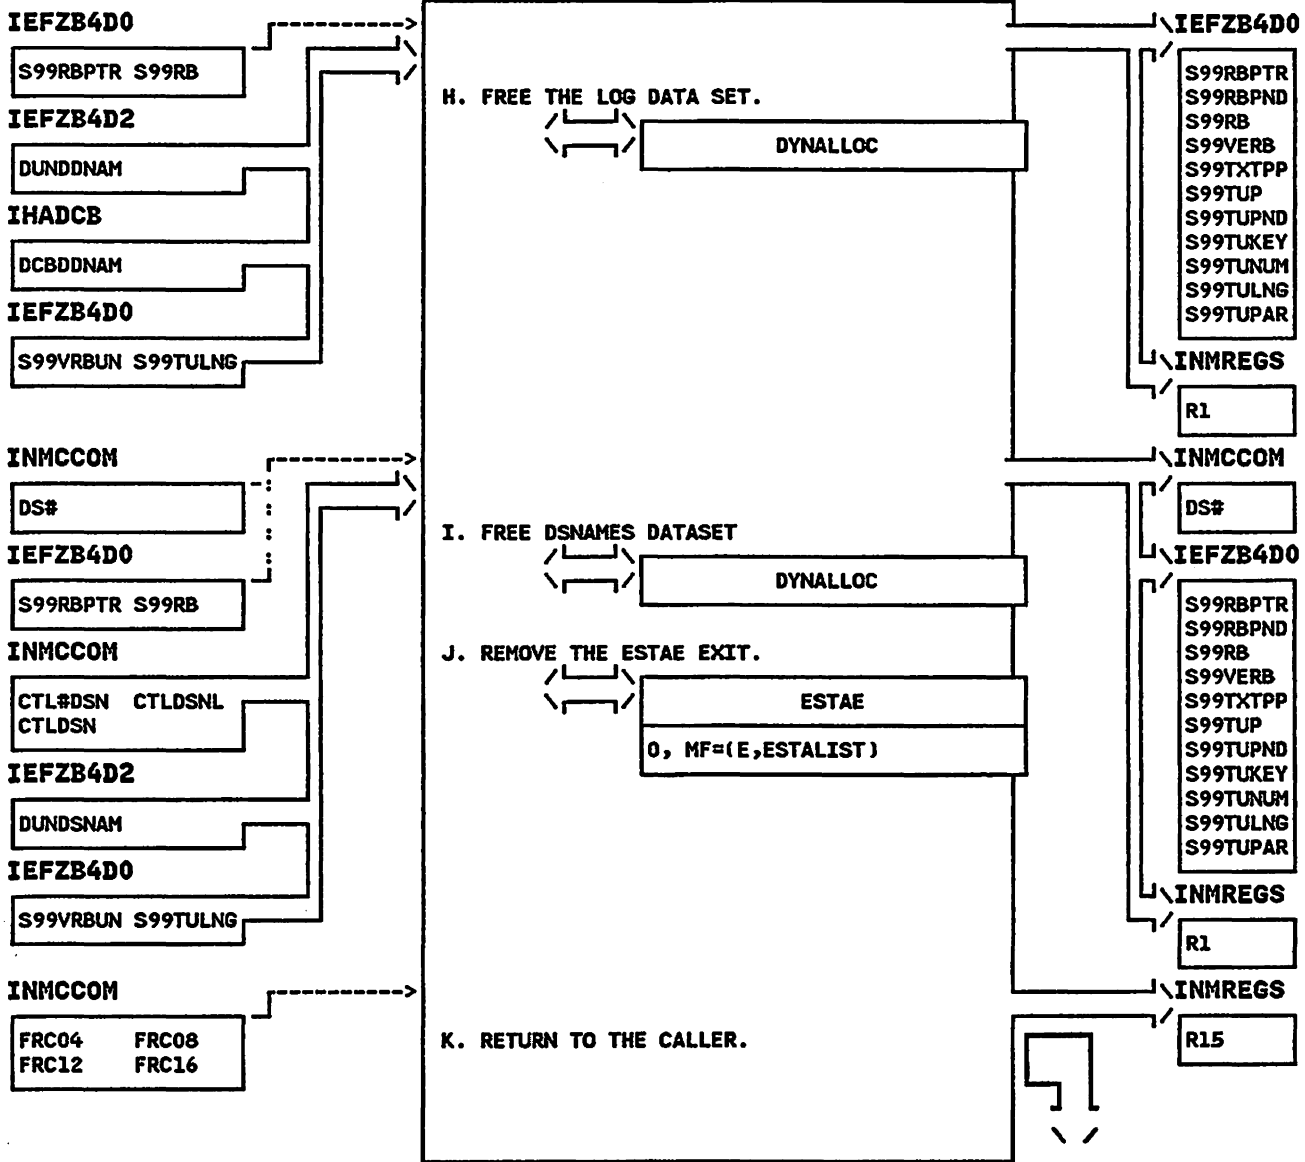 IEFZB4D0
S99RBPTR S99RB
IEFZB4D2
DUNDDNAM
IHADCB
DCBDDNAM
IEFZB4D0
S99VRBUN S99TULNG
H. FREE THE LOG DATA SET.
DYNALLOC
IEFZB4D0
S99RBPTR
S99RBPND
S99RB
S99VERB
S99TXTPP
S99TUP
S99TUPND
S99TUKEY
S99TUNUM
S99TULNG
S99TUPAR
INMREGS
R1
INMCCOM
DS#
IEFZB4D0
S99RBPTR S99RB
INMCCOM
CTL#DSN CTLDSNL
CTLDSN
IEFZB4D2
DUNDSNAM
IEFZB4D0
S99VRBUN S99TULNG
I. FREE DSNAMES DATASET
DYNALLOC
J. REMOVE THE ESTAE EXIT.
ESTAE
0, MF=(E,ESTALIST)
INMCCOM
DS#
IEFZB4D0
S99RBPTR
S99RBPND
S99RB
S99VERB
S99TXTPP
S99TUP
S99TUPND
S99TUKEY
S99TUNUM
S99TULNG
S99TUPAR
INMREGS
R1
INMCCOM
FRC04 FRC08
FRC12 FRC16
K. RETURN TO THE CALLER.
INMREGS
R15